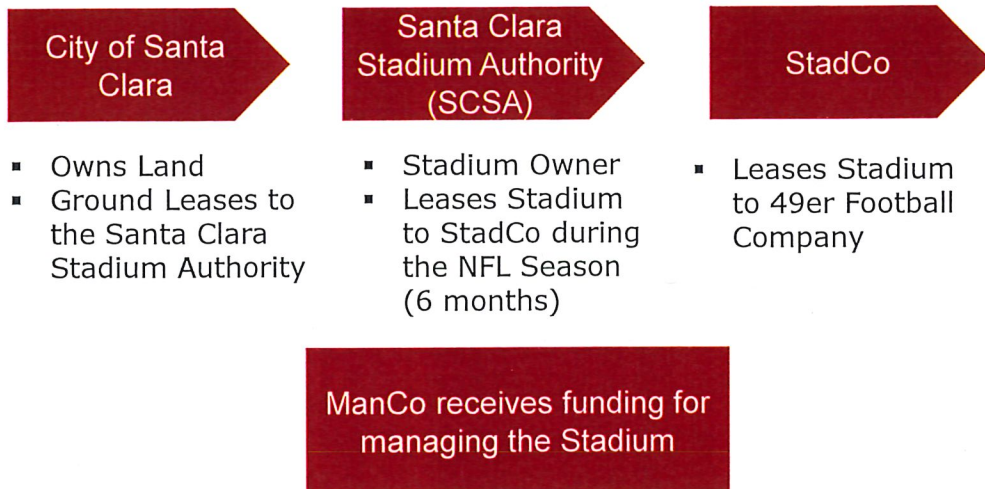 City of Santa
Clara
Santa Clara
Stadium Authority
(SCSA)
StadCo
▪ Owns Land
▪ Ground Leases to
the Santa Clara
Stadium Authority
▪ Stadium Owner
▪ Leases Stadium
to StadCo during
the NFL Season
(6 months)
▪ Leases Stadium
to 49er Football
Company
ManCo receives funding for
managing the Stadium